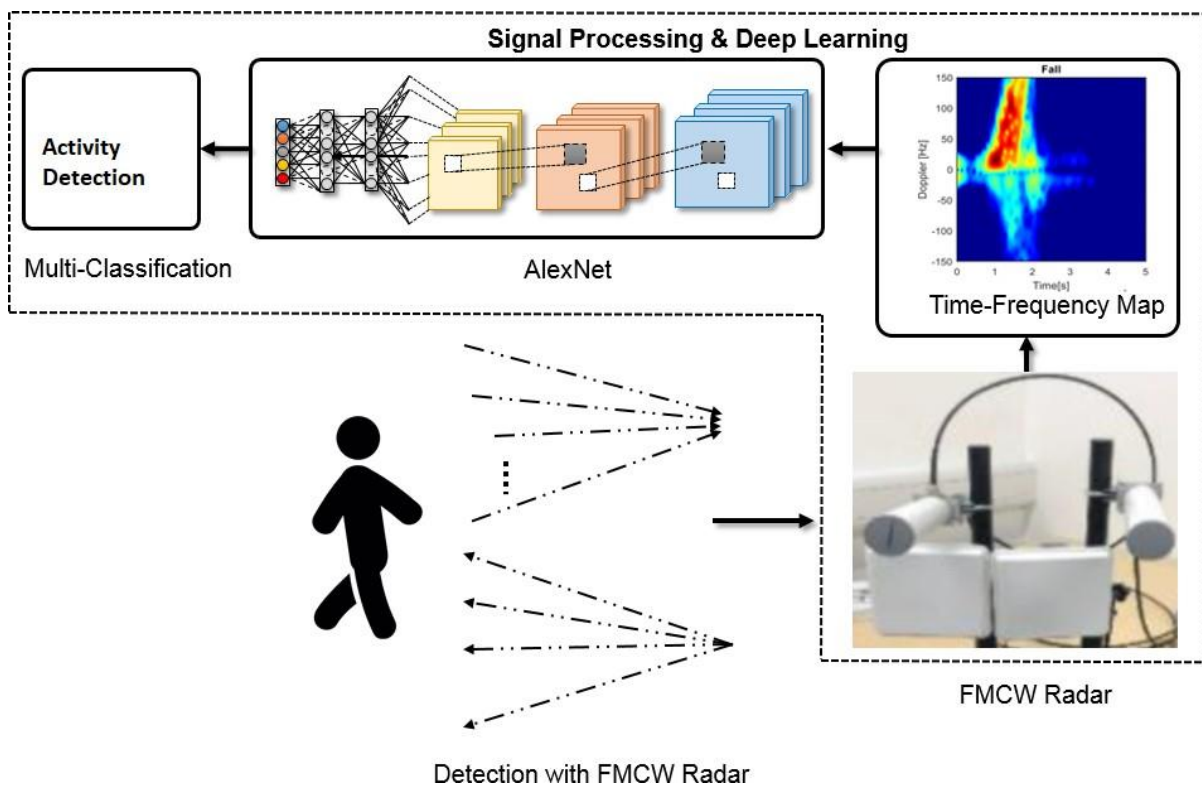 Signal Processing & Deep Learning
Activity
Detection
Multi-Classification
AlexNet
Fall
Doppler [Hz]
150
100
50
0
-50
-100
-150
0
1
2
3
4
5
Time[s]
Time-Frequency Map
FMCW Radar
Detection with FMCW Radar